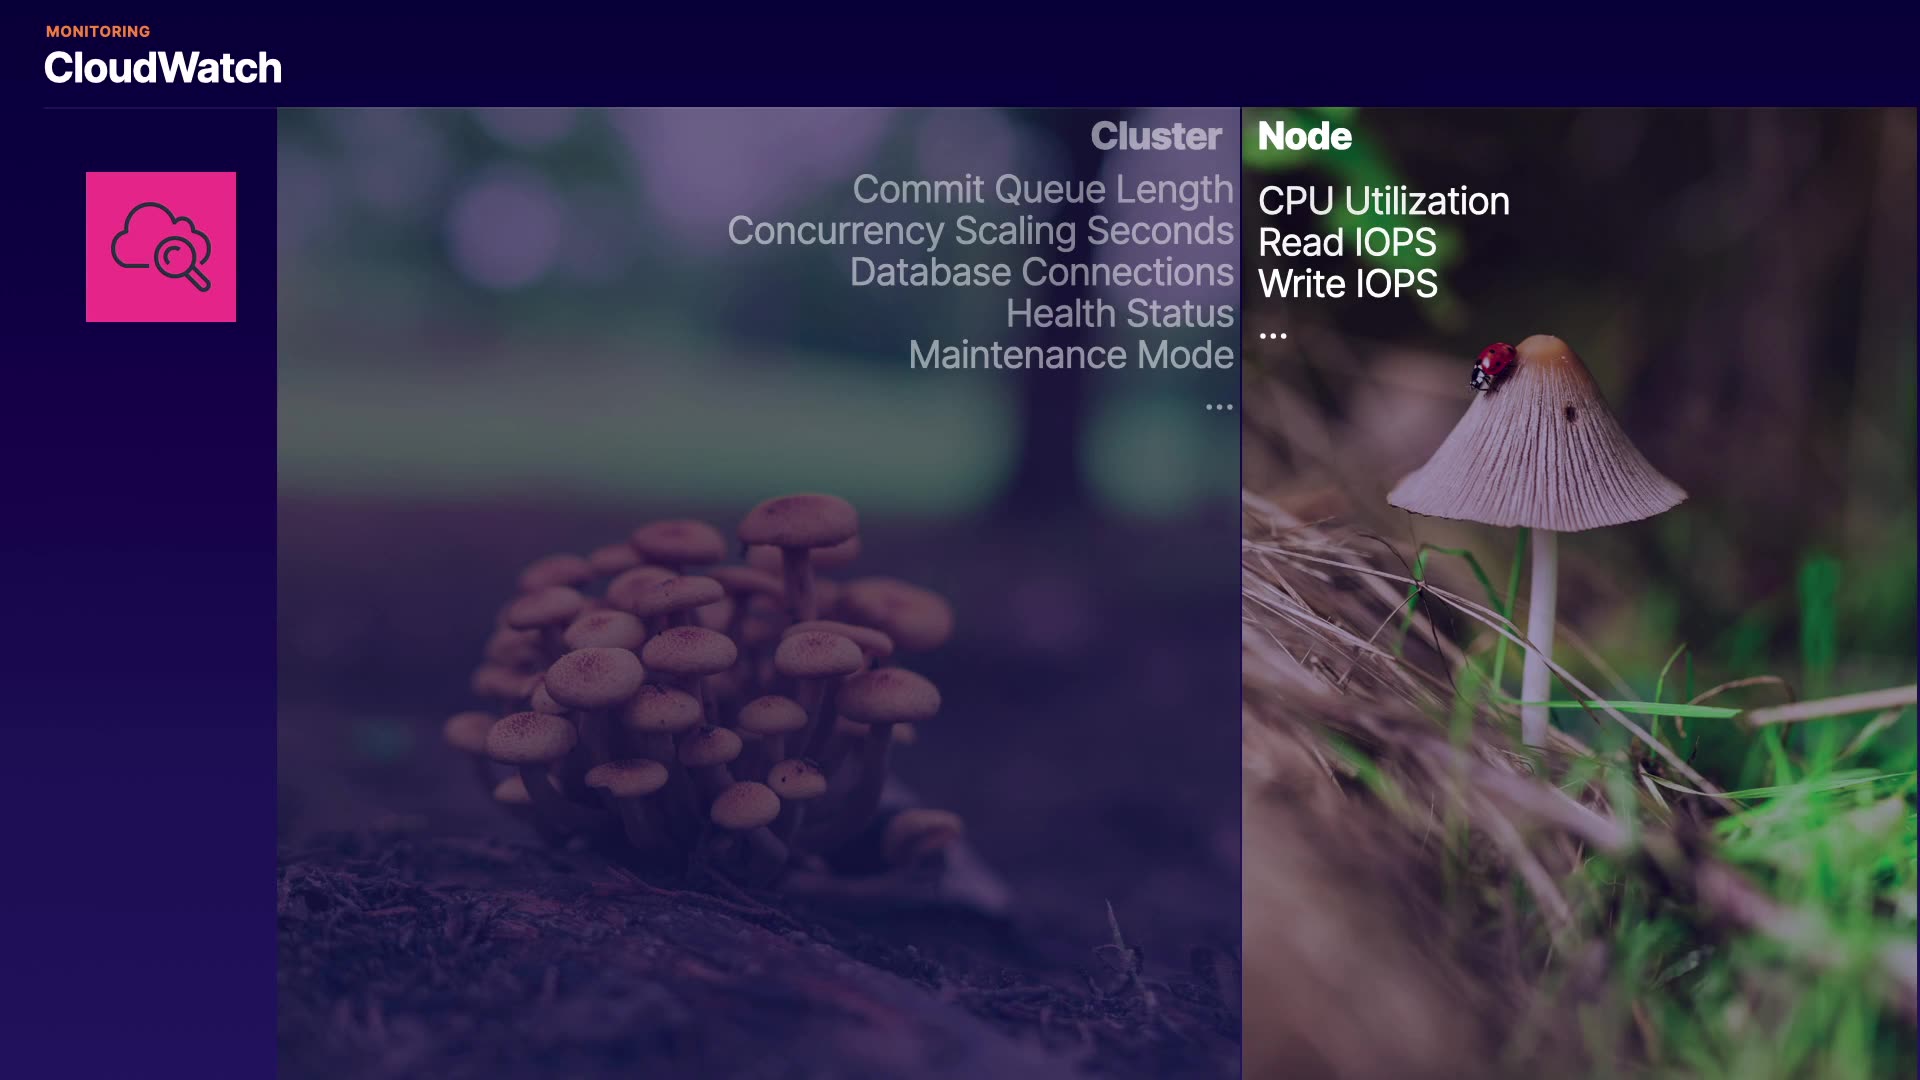 MONITORING
CloudWatch
Cluster
Commit Queue Length
Concurrency Scaling Seconds
Database Connections
Health Status
Maintenance Mode
...
Node
CPU Utilization
Read IOPS
Write IOPS
...